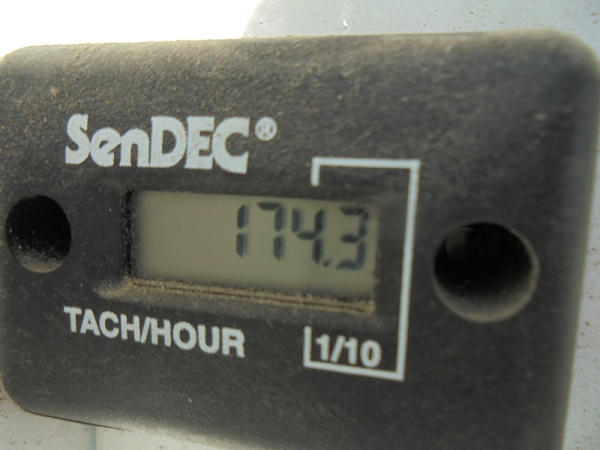 SenDEC®
174.3
TACH/HOUR
1/10